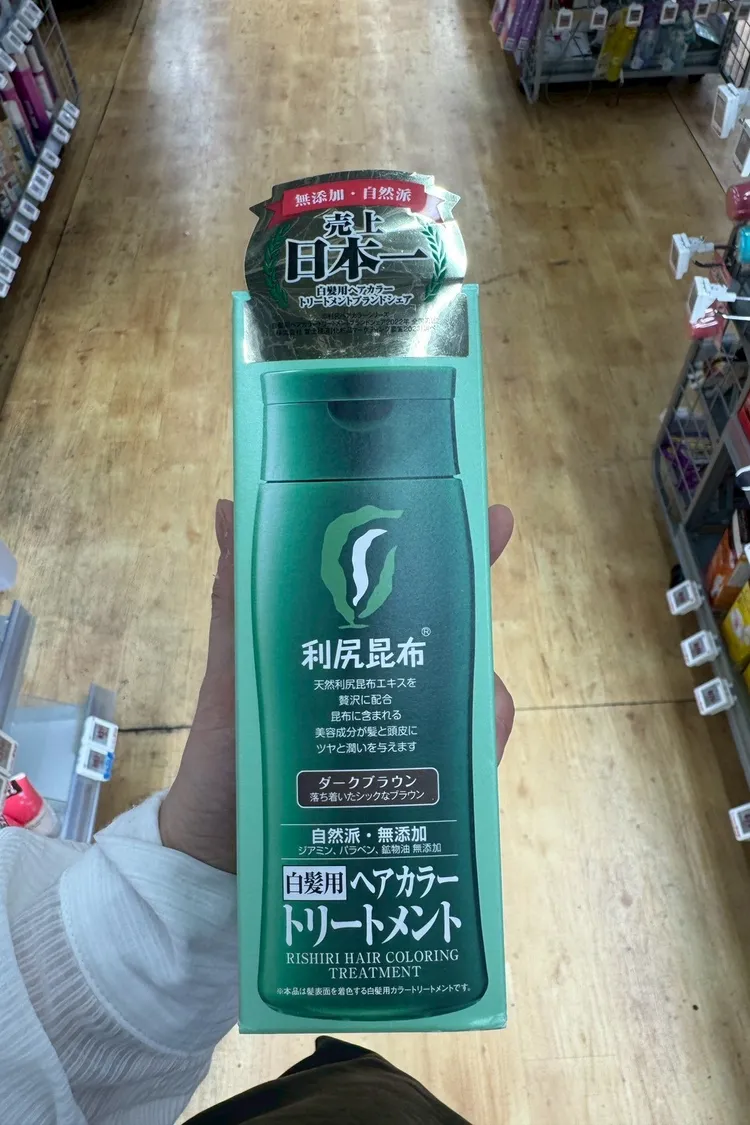 無添加・自然派
売上
日本一
白髪用ヘアカラー
トリートメントブランドシェア
利尻昆布®
天然利尻昆布エキスを
贅沢に配合
昆布に含まれる
美容成分が髪と頭皮に
ツヤと潤いを与えます
ダークブラウン
落ち着いたシックなブラウン
自然派・無添加
ジアミン、パラベン、鉱物油 無添加
白髪用 ヘアカラー
トリートメント
RISHIRI HAIR COLORING
TREATMENT
※本品は髪表面を着色する白髪用カラートリートメントです。